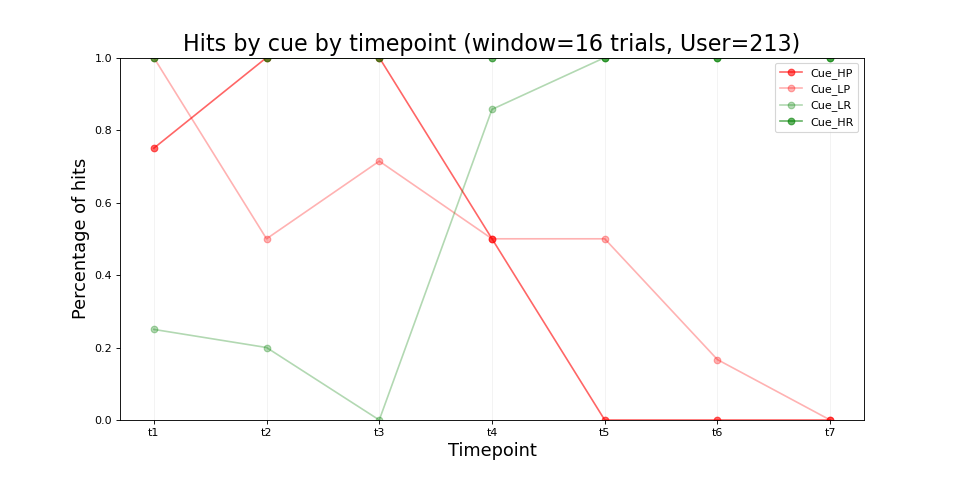 Hits by cue by timepoint (window=16 trials, User=213)
Percentage of hits
1.0
0.8
0.6
0.4
0.2
0.0
Cue_HP
Cue_LP
Cue_LR
Cue_HR
t1 t2 t3 t4 t5 t6 t7
Timepoint